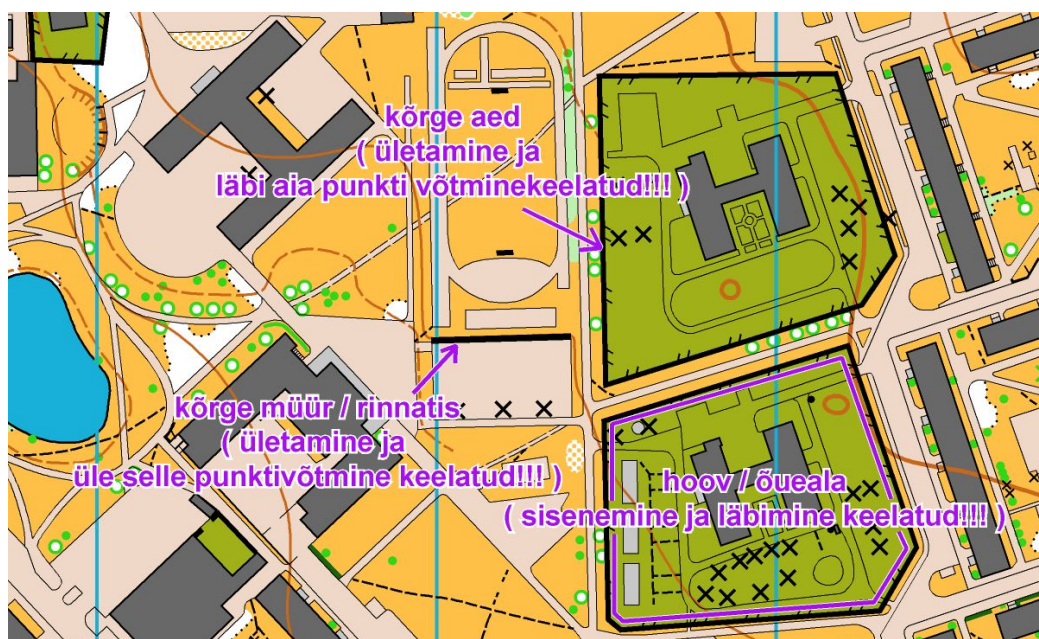 kõrge aed
( ületamine ja
läbi aia punkti võtminekeelatud!!! )
kõrge müür / rinnatis
( ületamine ja
üle selle punktivõtmine keelatud!!! )
hoov / õueala
( sisenemine ja läbimine keelatud!!! )